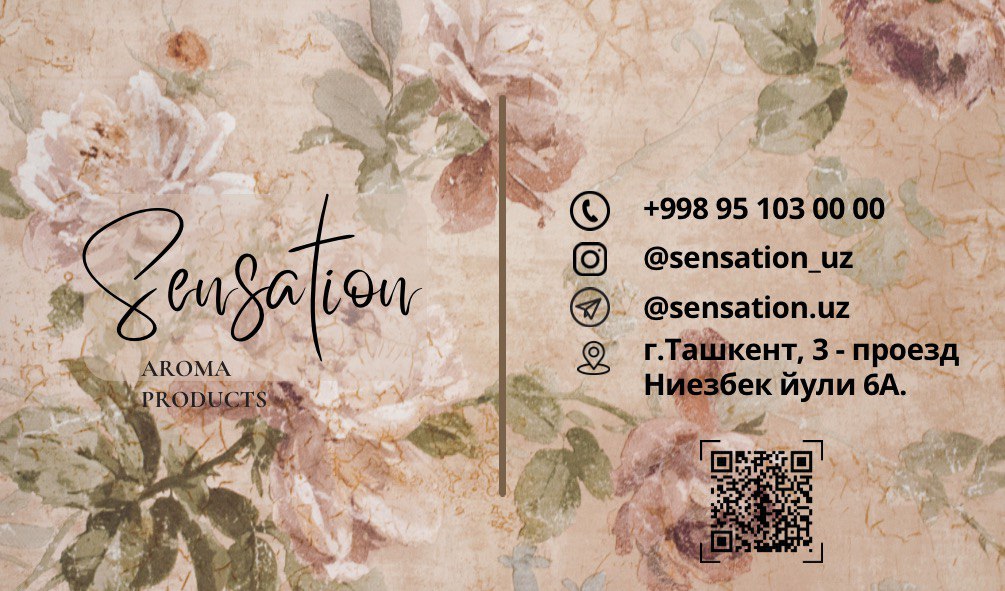 Sensation
AROMA
PRODUCTS
+998 95 103 00 00
@sensation_uz
@sensation.uz
г.Ташкент, 3 - проезд
Ниезбек йули 6А.